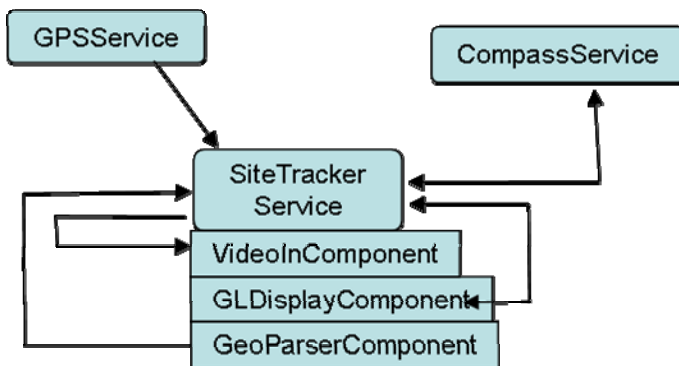 GPSService
CompassService
SiteTracker
Service
VideoInComponent
GLDisplayComponent
GeoParserComponent